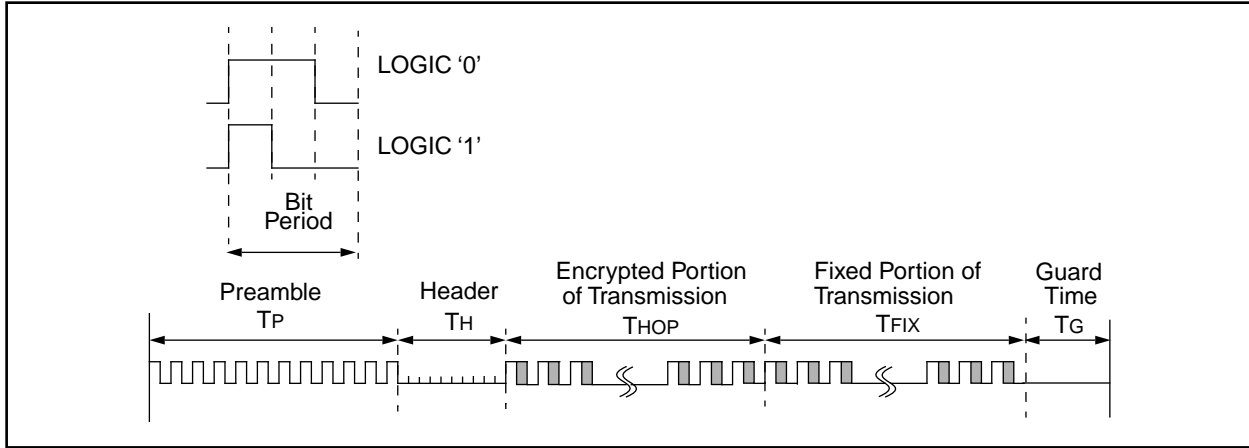 LOGIC ‘0’
LOGIC ‘1’
Bit
Period
Preamble
TP
Header
TH
Encrypted Portion
of Transmission
THOP
Fixed Portion of
Transmission
TFIX
Guard
Time
TG